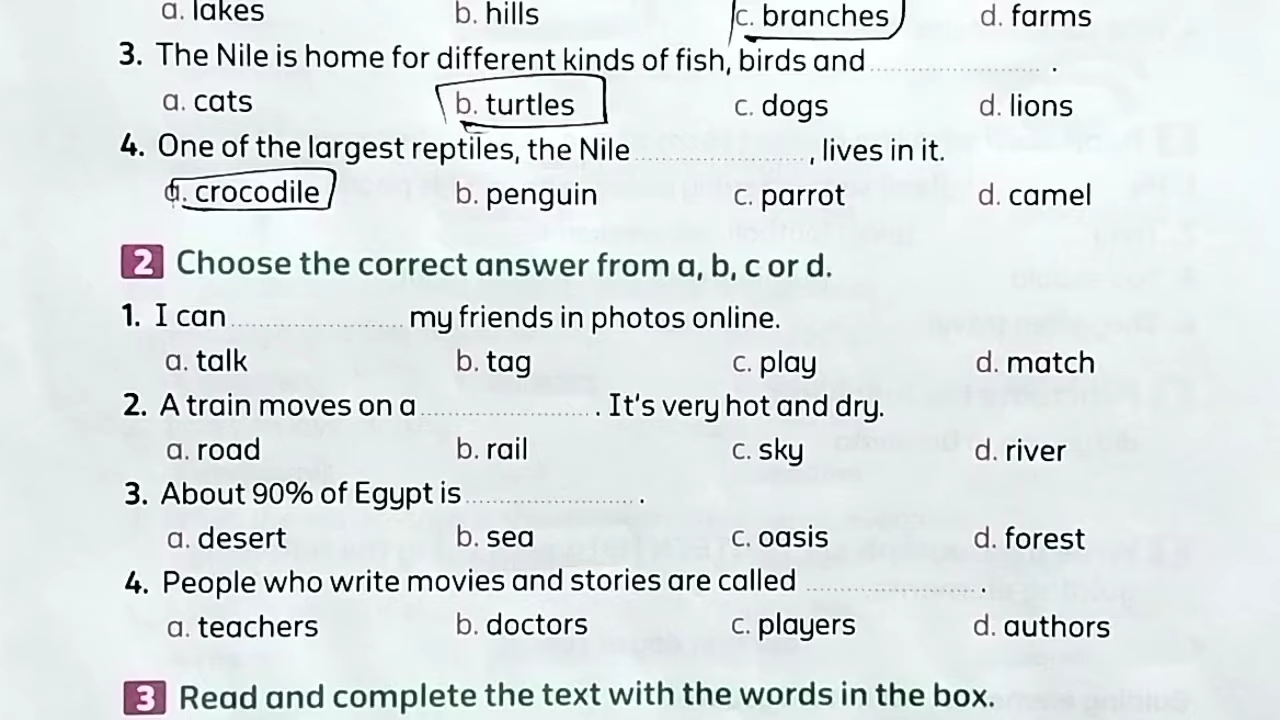 a. lakes b. hills c. branches d. farms
3. The Nile is home for different kinds of fish, birds and .................... .
a. cats b. turtles c. dogs d. lions
4. One of the largest reptiles, the Nile .................... , lives in it.
a. crocodile b. penguin c. parrot d. camel
2 Choose the correct answer from a, b, c or d.
1. I can .................... my friends in photos online.
a. talk b. tag c. play d. match
2. A train moves on a .................... . It's very hot and dry.
a. road b. rail c. sky d. river
3. About 90% of Egypt is .................... .
a. desert b. sea c. oasis d. forest
4. People who write movies and stories are called .................... .
a. teachers b. doctors c. players d. authors
3 Read and complete the text with the words in the box.